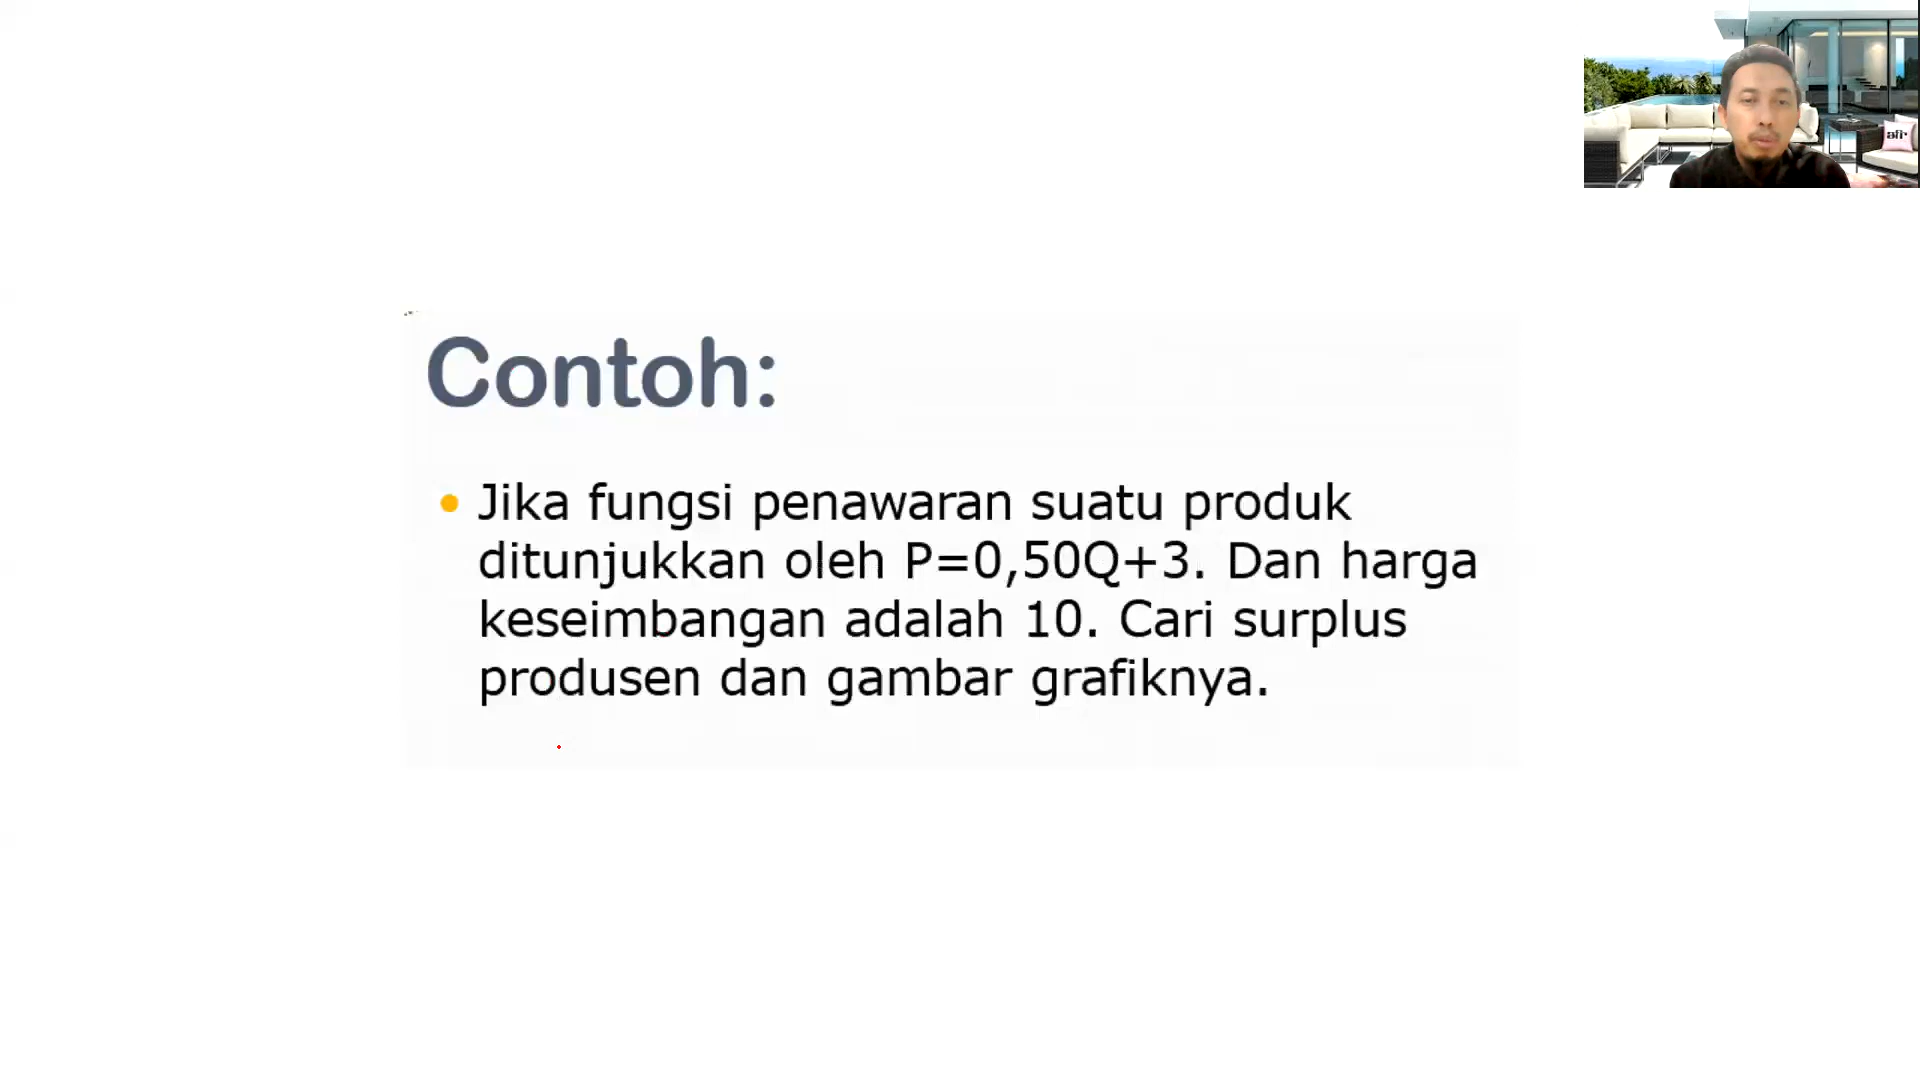 Contoh:
Jika fungsi penawaran suatu produk
ditunjukkan oleh P=0,50Q+3. Dan harga
keseimbangan adalah 10. Cari surplus
produsen dan gambar grafiknya.